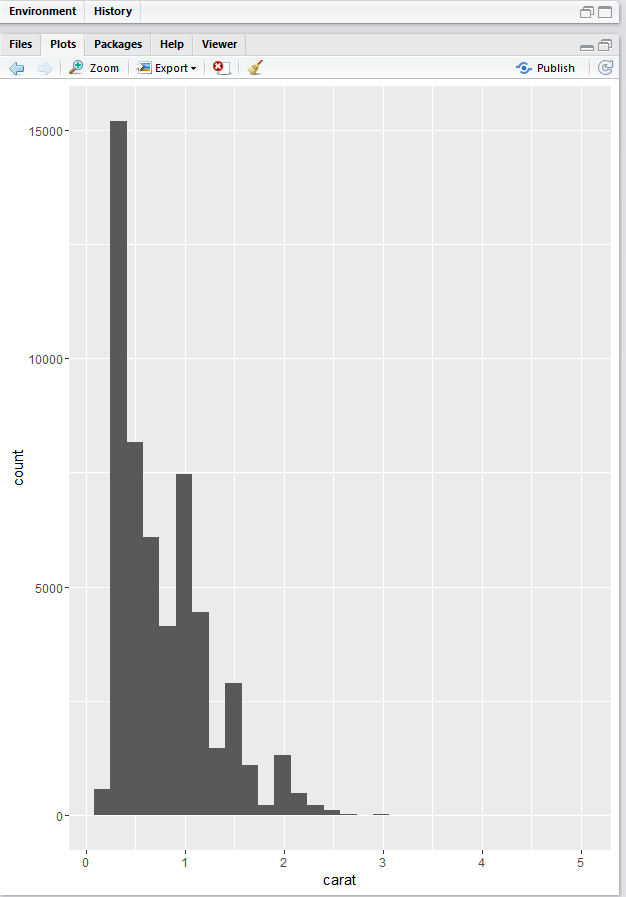 Environment History
Files Plots Packages Help Viewer
Zoom Export Publish
15000
10000
5000
0
count
0 1 2 3 4 5
carat